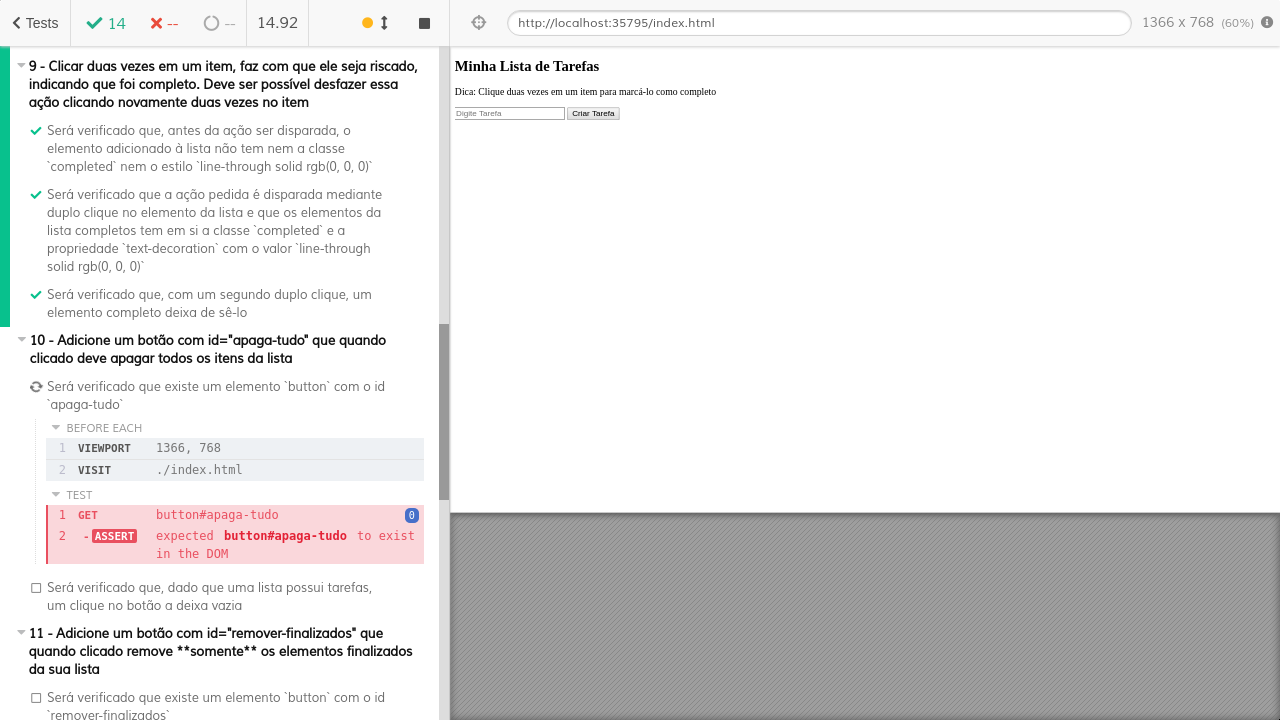 Tests
14
--
--
14.92
http://localhost:35795/index.html
1366 x 768 (60%)
9 - Clicar duas vezes em um item, faz com que ele seja riscado,
indicando que foi completo. Deve ser possível desfazer essa
ação clicando novamente duas vezes no item
Será verificado que, antes da ação ser disparada, o
elemento adicionado à lista não tem nem a classe
`completed` nem o estilo `line-through solid rgb(0, 0, 0)`
Será verificado que a ação pedida é disparada mediante
duplo clique no elemento da lista e que os elementos da
lista completos tem em si a classe `completed` e a
propriedade `text-decoration` com o valor `line-through
solid rgb(0, 0, 0)`
Será verificado que, com um segundo duplo clique, um
elemento completo deixa de sê-lo
10 - Adicione um botão com id="apaga-tudo" que quando
clicado deve apagar todos os itens da lista
Será verificado que existe um elemento `button` com o id
`apaga-tudo`
BEFORE EACH
1 VIEWPORT 1366, 768
2 VISIT ./index.html
TEST
1 GET button#apaga-tudo 0
2 -ASSERT expected button#apaga-tudo to exist
in the DOM
Será verificado que, dado que uma lista possui tarefas,
um clique no botão a deixa vazia
11 - Adicione um botão com id="remover-finalizados" que
quando clicado remove **somente** os elementos finalizados
da sua lista
Será verificado que existe um elemento `button` com o id
`remover-finalizados`
Minha Lista de Tarefas
Dica: Clique duas vezes em um item para marcá-lo como completo
Digite Tarefa Criar Tarefa